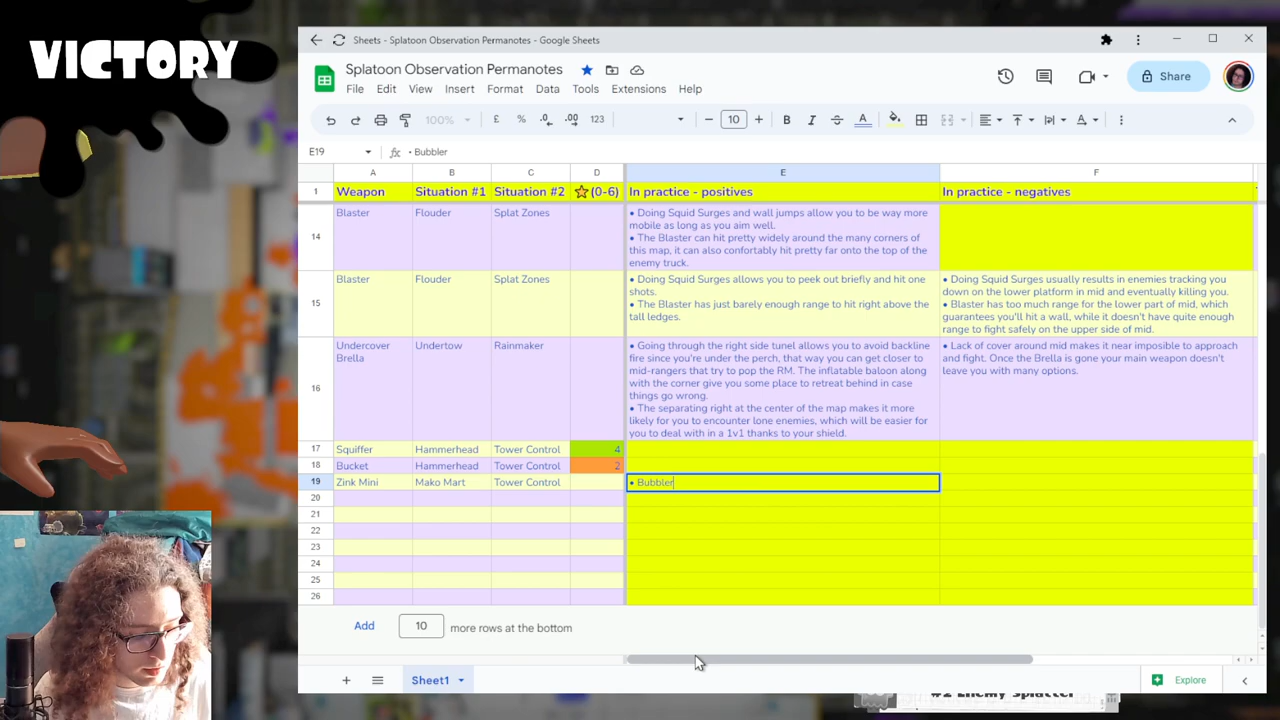 VICTORY
Sheets - Splatoon Observation Permanotes - Google Sheets
Splatoon Observation Permanotes
File Edit View Insert Format Data Tools Extensions Help
Share
100% £ % .0 .00 123 10 B I A
E19 fx • Bubbler
A B C D E F
1 Weapon Situation #1 Situation #2 (0-6) In practice - positives In practice - negatives
14 Blaster Flouder Splat Zones
• Doing Squid Surges and wall jumps allow you to be way more
mobile as long as you aim well.
• The Blaster can hit pretty widely around the many corners of
this map, it can also confortably hit pretty far onto the top of the
enemy truck.
15 Blaster Flouder Splat Zones
• Doing Squid Surges allows you to peek out briefly and hit one
shots.
• The Blaster has just barely enough range to hit right above the
tall ledges.
• Doing Squid Surges usually results in enemies tracking you
down on the lower platform in mid and eventually killing you.
• Blaster has too much range for the lower part of mid, which
guarantees you'll hit a wall, while it doesn't have quite enough
range to fight safely on the upper side of mid.
16 Undercover Undertow Rainmaker
Brella
• Going through the right side tunel allows you to avoid backline
fire since you're under the perch, that way you can get closer to
mid-rangers that try to pop the RM. The inflatable baloon along
with the corner give you some place to retreat behind in case
things go wrong.
• The separating right at the center of the map makes it more
likely for you to encounter lone enemies, which will be easier for
you to deal with in a 1v1 thanks to your shield.
• Lack of cover around mid makes it near imposible to approach
and fight. Once the Brella is gone your main weapon doesn't
leave you with many options.
17 Squiffer Hammerhead Tower Control 4
18 Bucket Hammerhead Tower Control 2
19 Zink Mini Mako Mart Tower Control • Bubbler
20
21
22
23
24
25
26
Add 10 more rows at the bottom
Sheet1
Explore
#2 Enemy Splatter